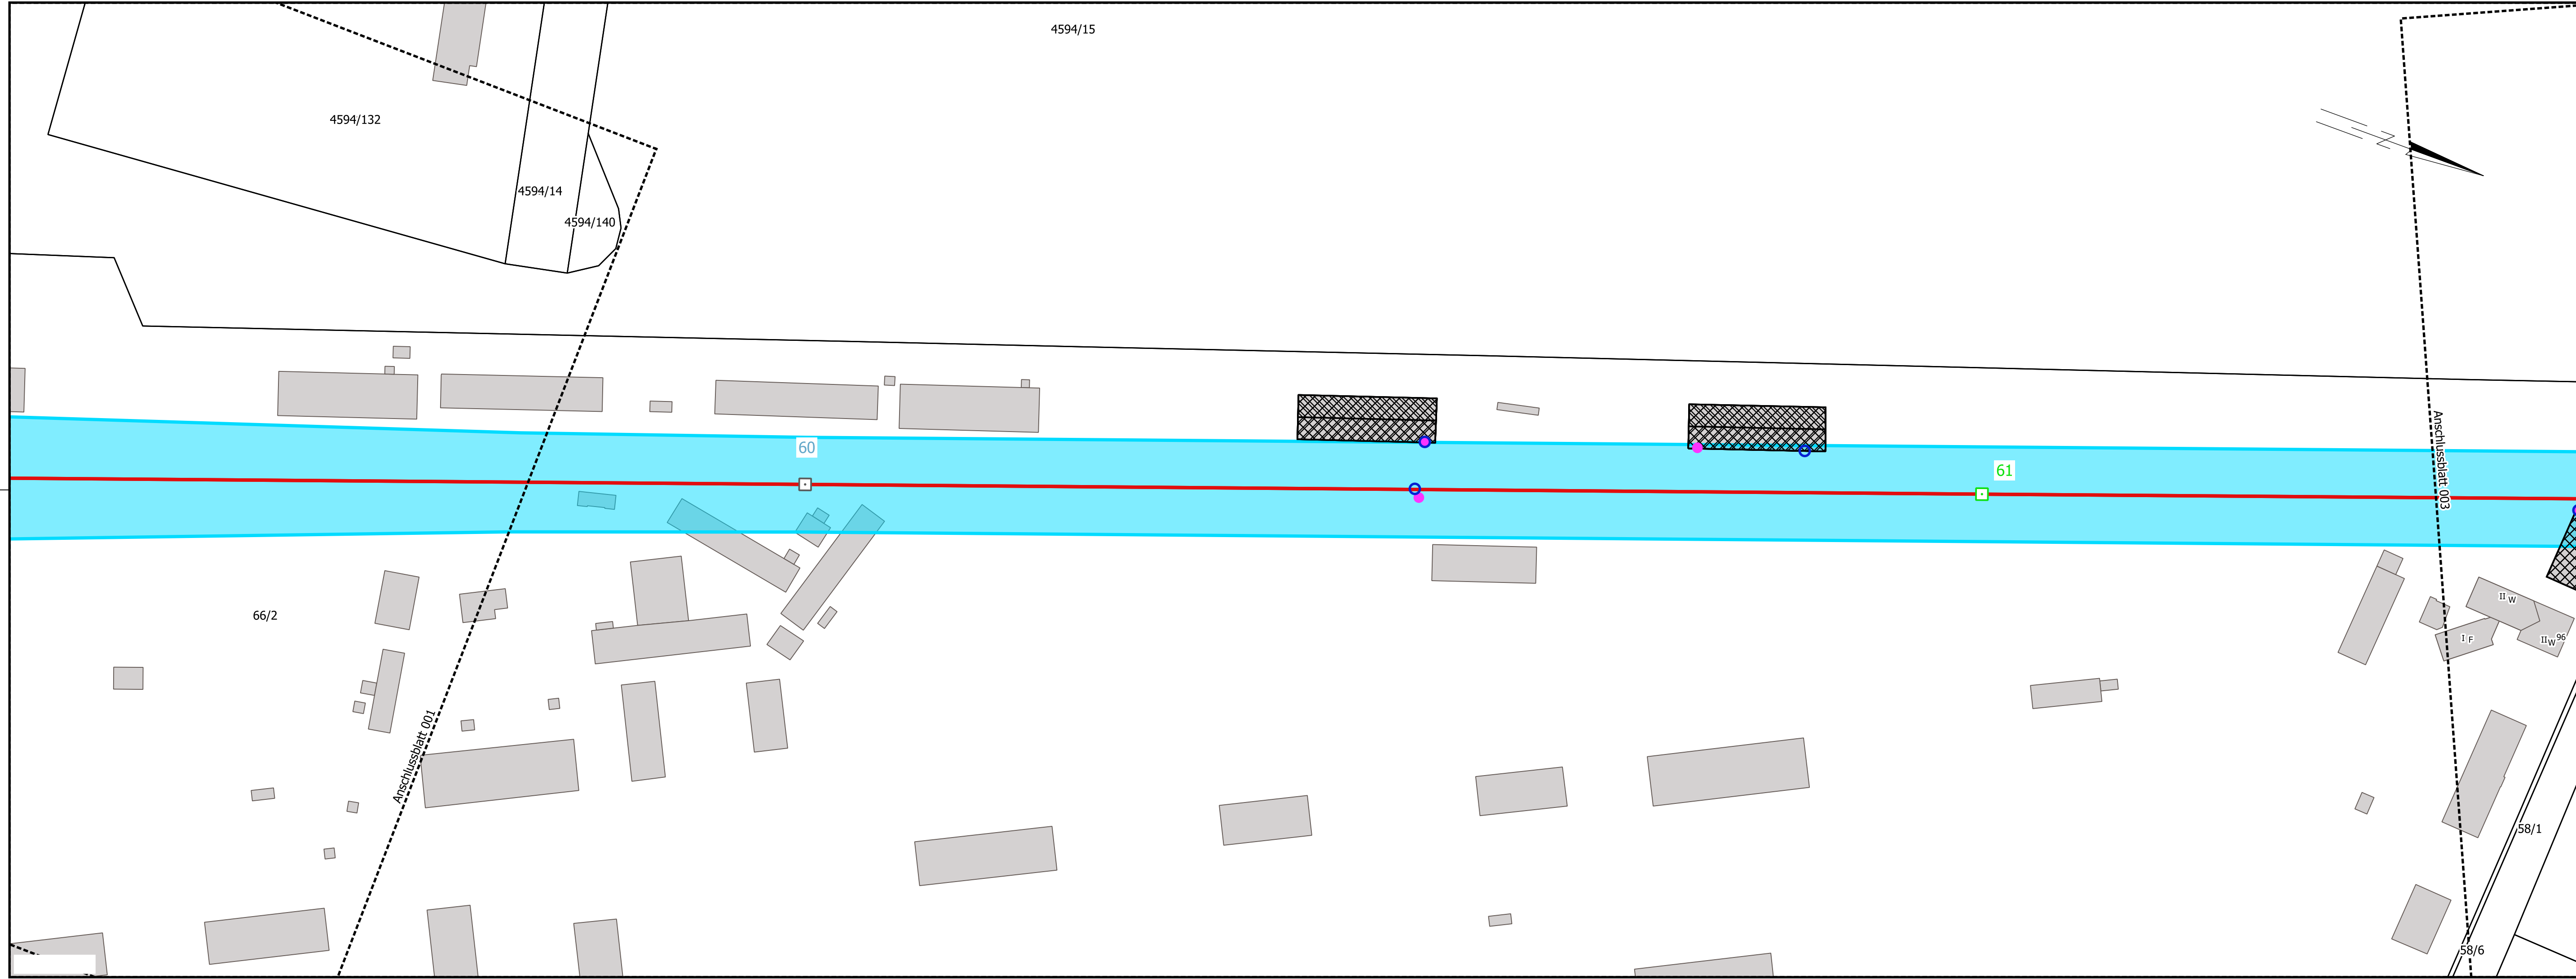 4594/15
4594/132
4594/14
4594/140
60
61
Anschlussblatt 003
66/2
II W
I F
II W 96
Anschlussblatt 001
58/1
58/6